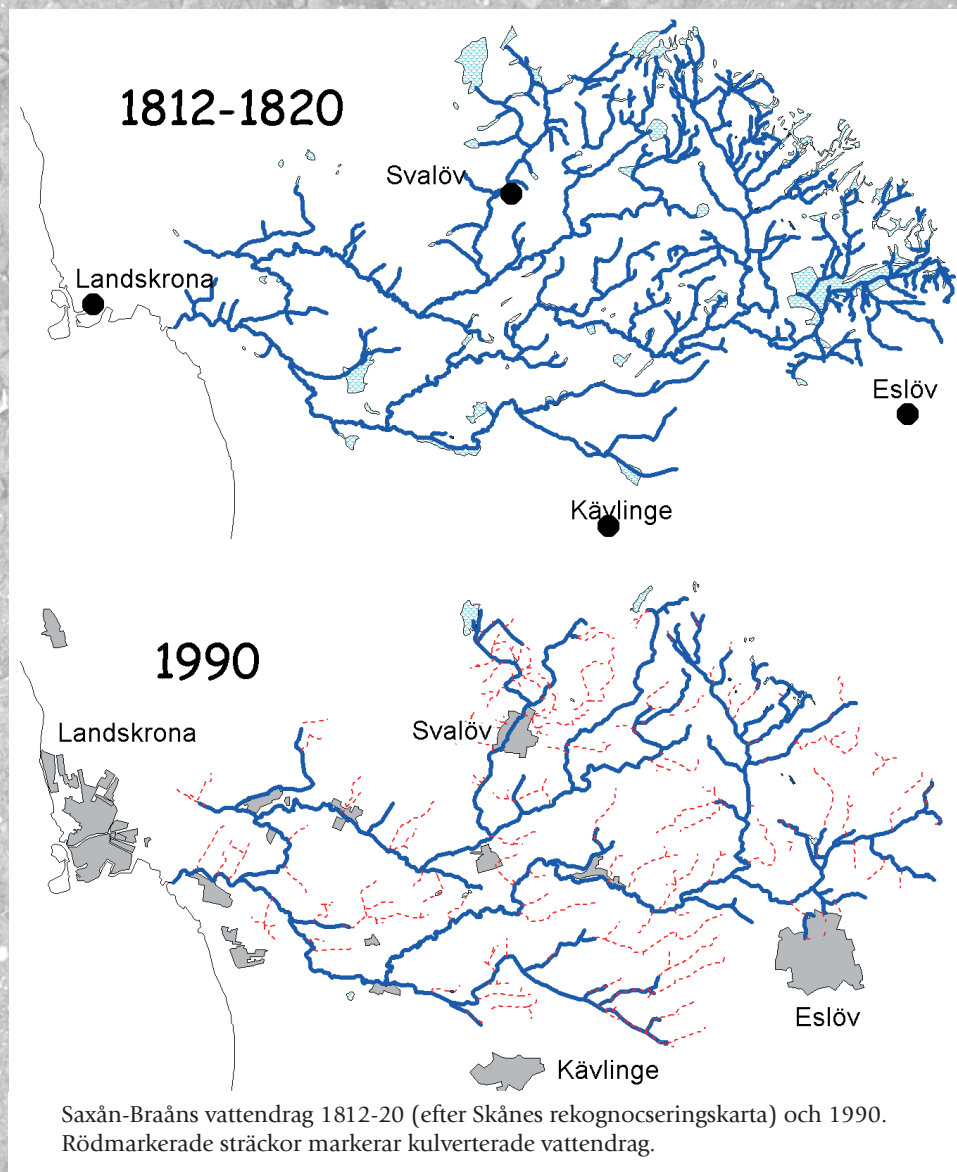 1812-1820
Svalöv
Landskrona
Eslöv
Kävlinge
1990
Landskrona
Svalöv
Eslöv
Kävlinge
Saxån-Braåns vattendrag 1812-20 (efter Skånes rekognocseringskarta) och 1990.
Rödmarkerade sträckor markerar kulverterade vattendrag.